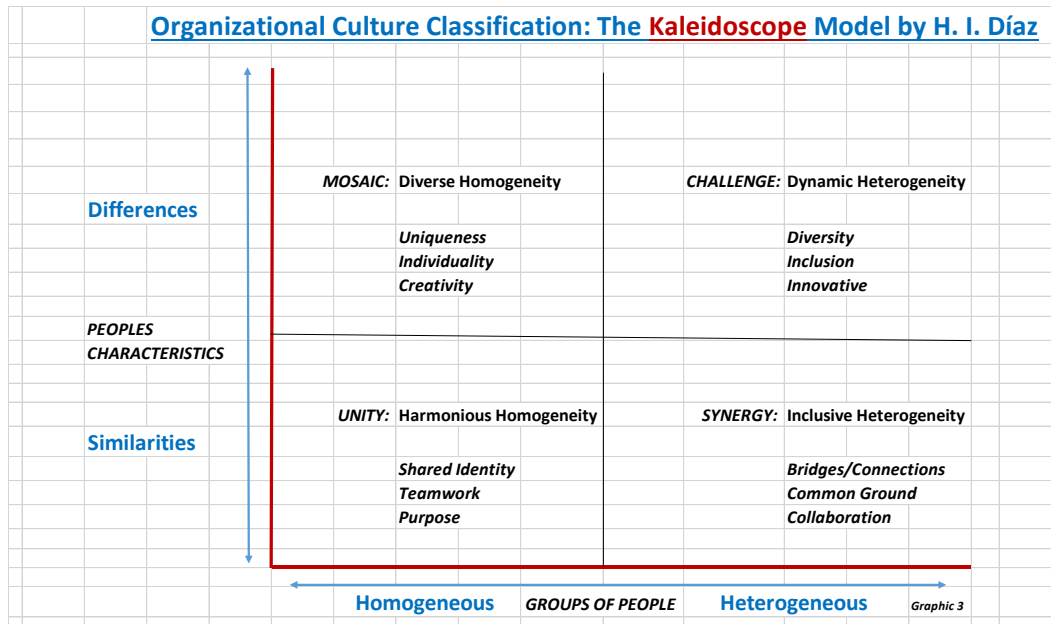 Organizational Culture Classification: The Kaleidoscope Model by H. I. Díaz
MOSAIC: Diverse Homogeneity
CHALLENGE: Dynamic Heterogeneity
Differences
Uniqueness
Individuality
Creativity
Diversity
Inclusion
Innovative
PEOPLES
CHARACTERISTICS
UNITY: Harmonious Homogeneity
SYNERGY: Inclusive Heterogeneity
Similarities
Shared Identity
Teamwork
Purpose
Bridges/Connections
Common Ground
Collaboration
Homogeneous GROUPS OF PEOPLE Heterogeneous Graphic 3